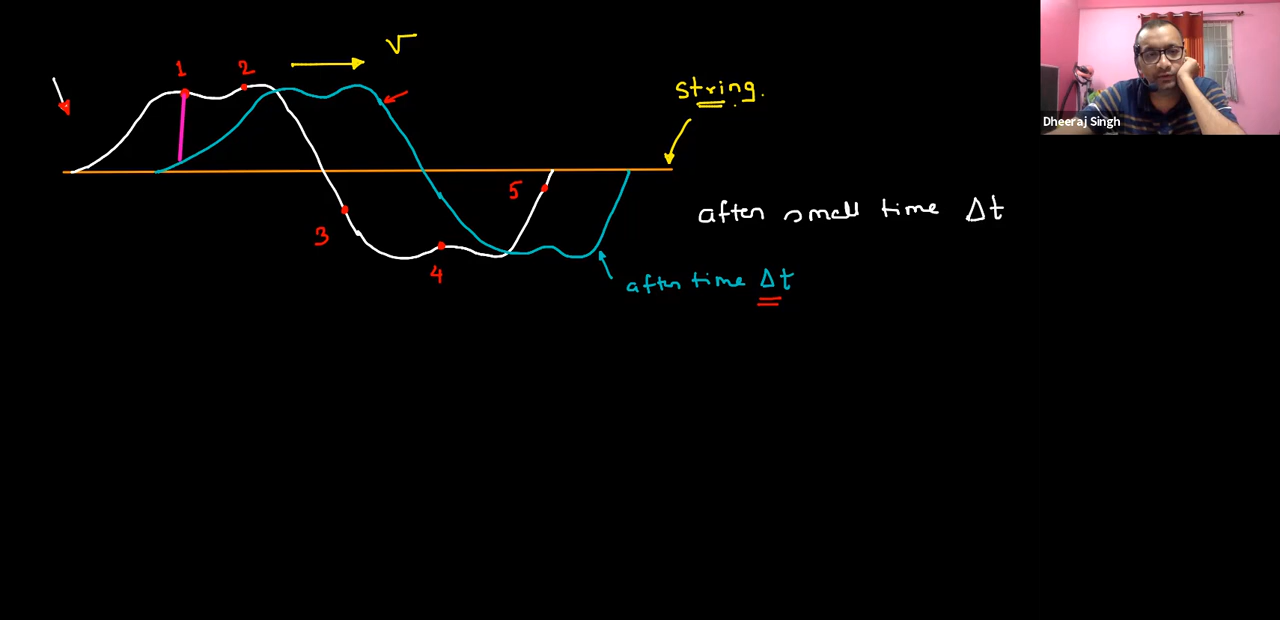 1
2
V
string.
5
3
4
after small time Δt
after time Δt
Dheeraj Singh